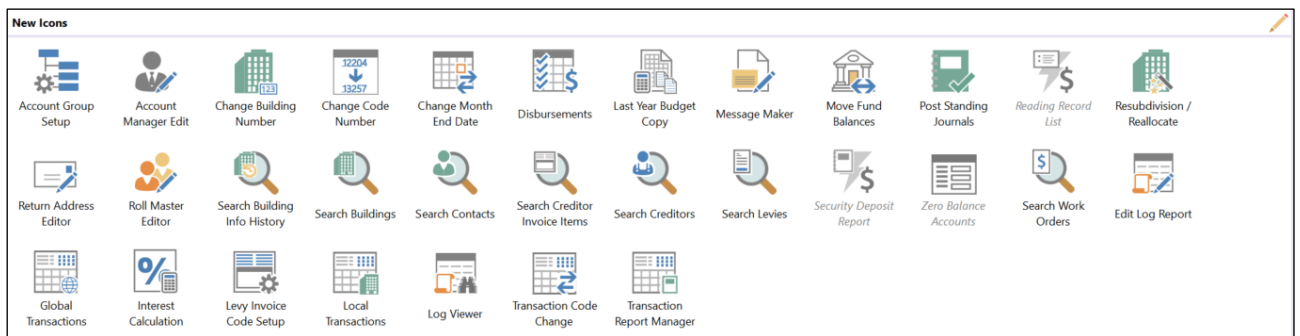 New Icons
12204
13257
123
Account Group
Setup
Account
Manager Edit
Change Building
Number
Change Code
Number
Change Month
End Date
Disbursements
Last Year Budget
Copy
Message Maker
Move Fund
Balances
Post Standing
Journals
Reading Record
List
Resubdivision /
Reallocate
Return Address
Editor
Roll Master
Editor
Search Building
Info History
Search Buildings
Search Contacts
Search Creditor
Invoice Items
Search Creditors
Search Levies
Security Deposit
Report
Zero Balance
Accounts
Search Work
Orders
Edit Log Report
Global
Transactions
Interest
Calculation
Levy Invoice
Code Setup
Local
Transactions
Log Viewer
Transaction Code
Change
Transaction
Report Manager